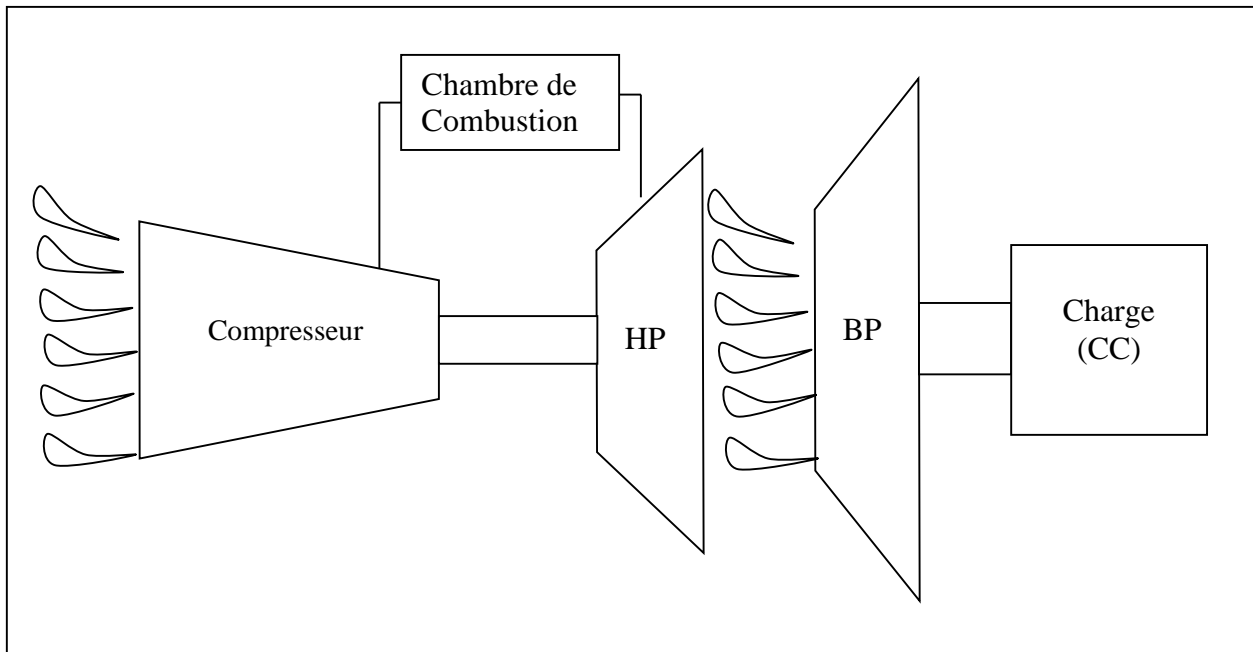 Chambre de
Combustion
Compresseur
HP
BP
Charge
(CC)